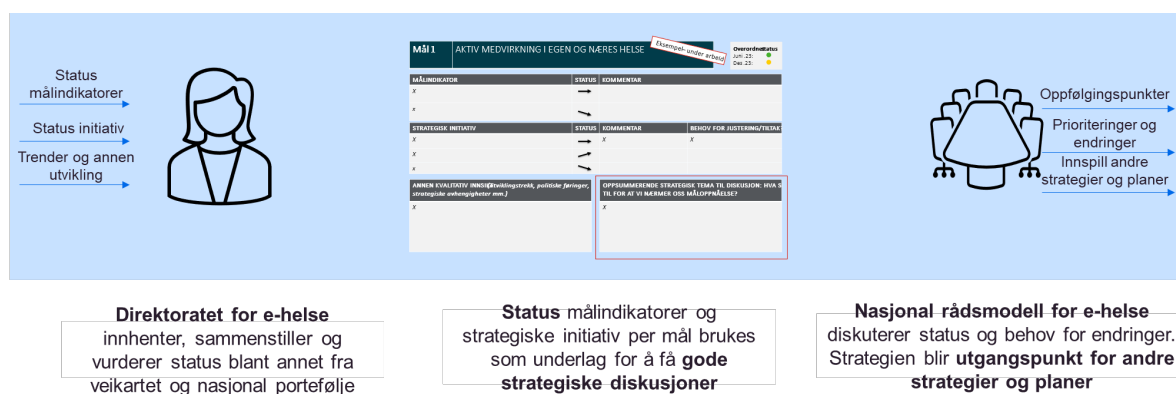 Status
målindikatorer
Status initiativ
Trender og annen
utvikling
Mål 1 AKTIV MEDVIRKNING I EGEN OG NÆRES HELSE
Eksempel- under arbeid
Overordnet status
Juni .23:
Des .23:
MÅLINDIKATOR STATUS KOMMENTAR
X
x
STRATEGISK INITIATIV STATUS KOMMENTAR BEHOV FOR JUSTERING/TILTAK
X X X
X
x
ANNEN KVALITATIV INNSIKT utviklingstrekk, politiske føringer,
strategiske avhengigheter mm.]
X
OPPSUMMERENDE STRATEGISK TEMA TIL DISKUSJON: HVA S
TIL FOR AT VI NÆRMER OSS MÅLOPPNÅELSE?
X
Oppfølgingspunkter
Prioriteringer og
endringer
Innspill andre
strategier og planer
Direktoratet for e-helse
innhenter, sammenstiller og
vurderer status blant annet fra
veikartet og nasjonal portefølje
Status målindikatorer og
strategiske initiativ per mål brukes
som underlag for å få gode
strategiske diskusjoner
Nasjonal rådsmodell for e-helse
diskuterer status og behov for endringer.
Strategien blir utgangspunkt for andre
strategier og planer